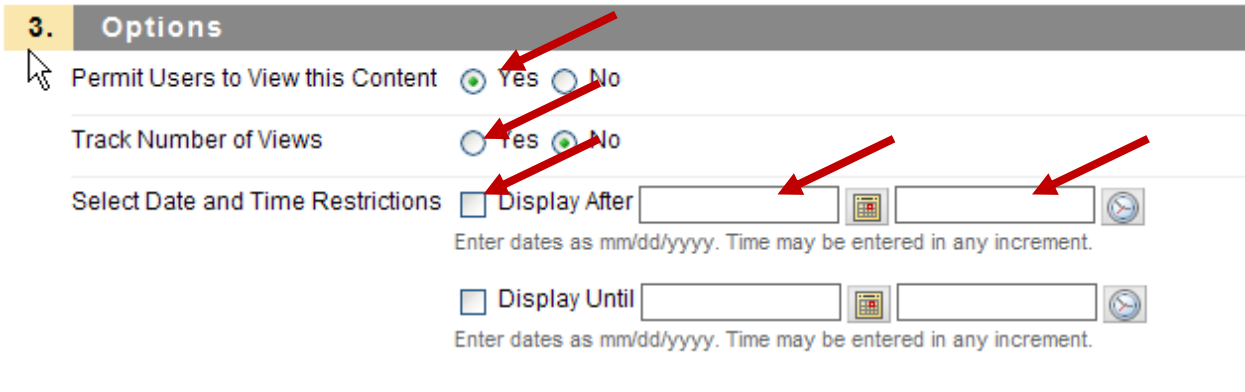 3. Options
Permit Users to View this Content Yes No
Track Number of Views Yes No
Select Date and Time Restrictions Display After
Enter dates as mm/dd/yyyy. Time may be entered in any increment.
Display Until
Enter dates as mm/dd/yyyy. Time may be entered in any increment.